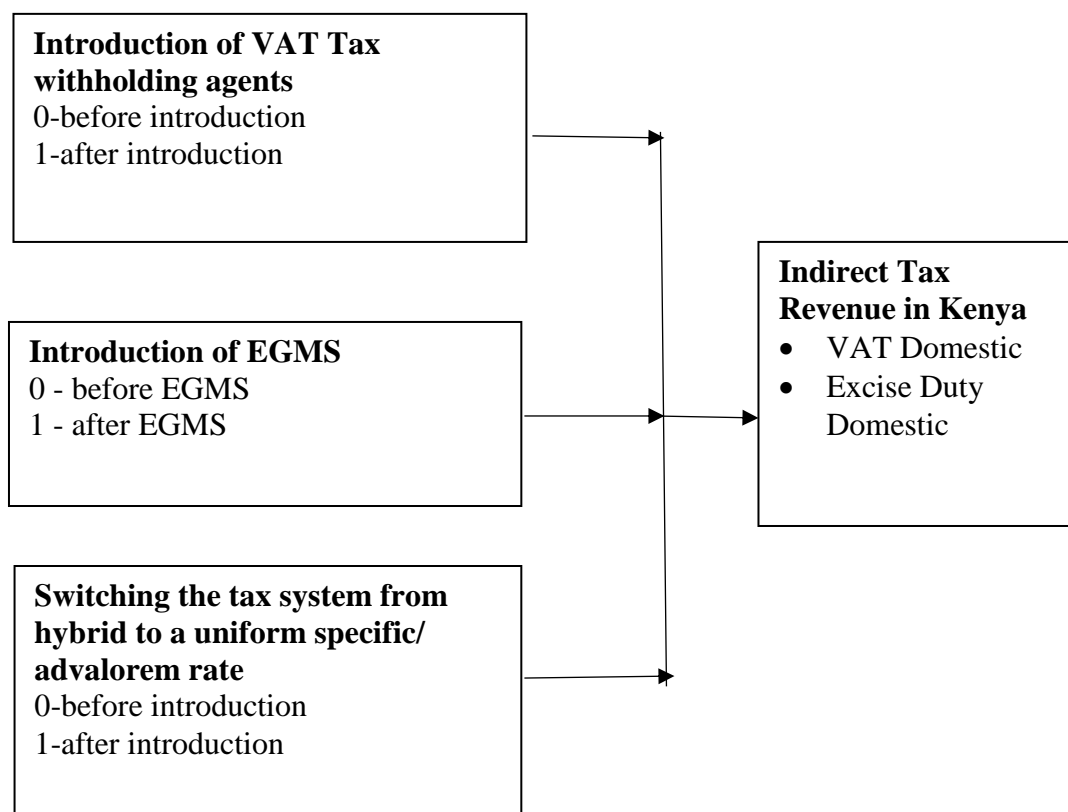 Introduction of VAT Tax
withholding agents
0-before introduction
1-after introduction
Introduction of EGMS
0 - before EGMS
1 - after EGMS
Switching the tax system from
hybrid to a uniform specific/
advalorem rate
0-before introduction
1-after introduction
Indirect Tax
Revenue in Kenya
• VAT Domestic
• Excise Duty
Domestic